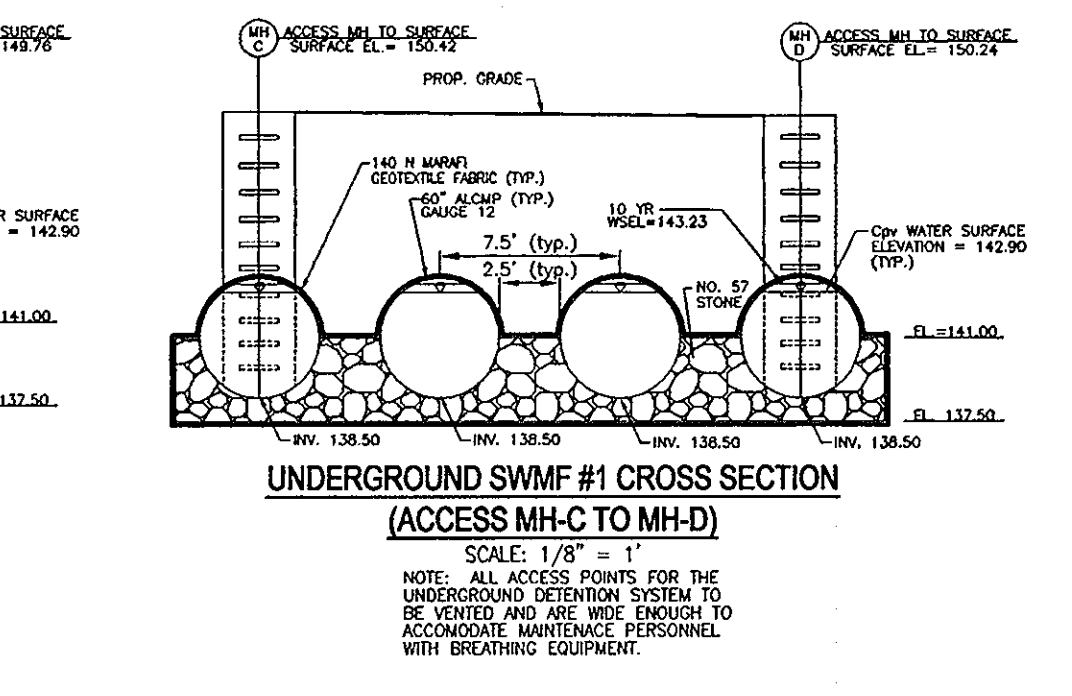 SURFACE
149.76
MH
C
ACCESS MH TO SURFACE
SURFACE EL.= 150.42
MH
D
ACCESS MH TO SURFACE
SURFACE EL.= 150.24
PROP. GRADE
140 N MARAFI
GEOTEXTILE FABRIC (TYP.)
60" ALCMP (TYP.)
GAUGE 12
10 YR
WSEL=143.23
R SURFACE
= 142.90
7.5' (typ.)
2.5' (typ.)
Cpv WATER SURFACE
ELEVATION = 142.90
(TYP.)
NO. 57
STONE
141.00
EL.=141.00
137.50
EL. 137.50
INV. 138.50
INV. 138.50
INV. 138.50
INV. 138.50
UNDERGROUND SWMF #1 CROSS SECTION
(ACCESS MH-C TO MH-D)
SCALE: 1/8" = 1'
NOTE: ALL ACCESS POINTS FOR THE
UNDERGROUND DETENTION SYSTEM TO
BE VENTED AND ARE WIDE ENOUGH TO
ACCOMODATE MAINTENACE PERSONNEL
WITH BREATHING EQUIPMENT.